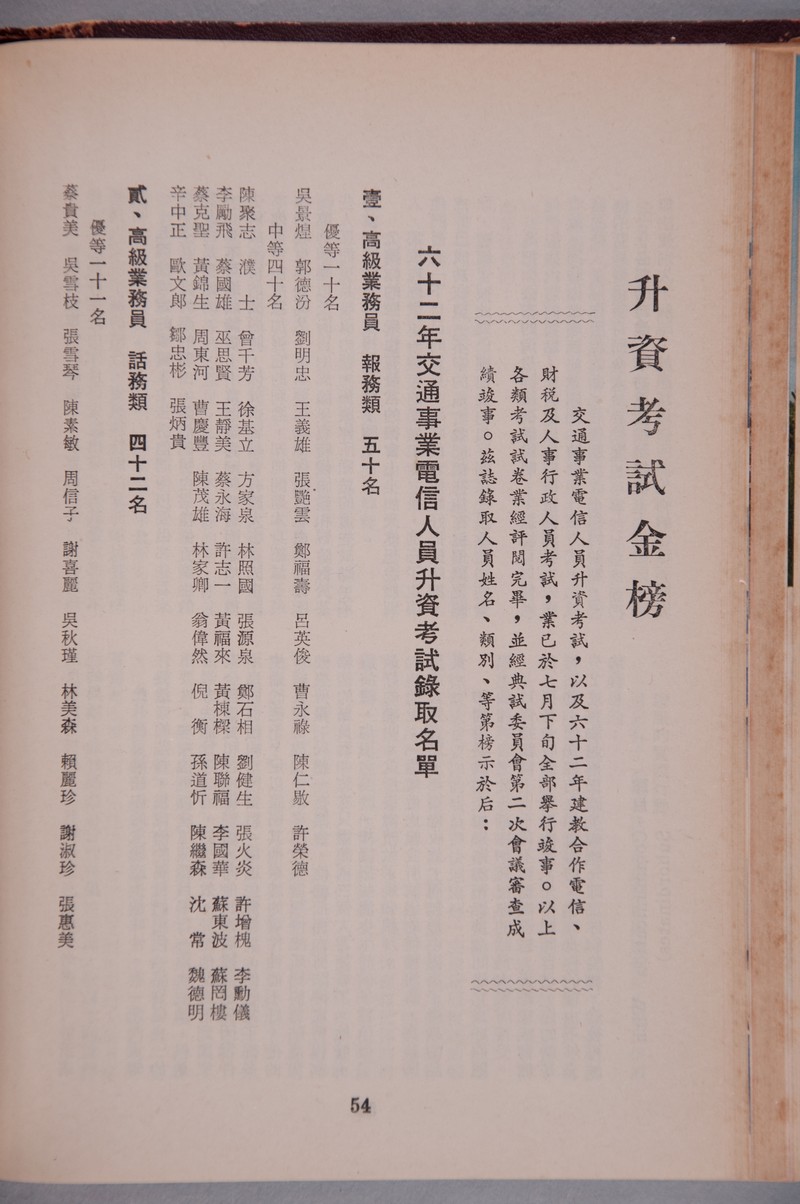 升資考試金榜
交通事業電信人員升資考試，以及六十二年建教合作電信、
財稅及人事行政人員考試，業已於七月下旬全部舉行竣事。以上
各類考試試卷業經評閱完畢，並經典試委員會第二次會議審查成
績竣事。茲誌錄取人員姓名、類別、等第榜示於后：
六十二年交通事業電信人員升資考試錄取名單
壹、高級業務員　報務類　五十名
優等一十名
吳景煌　郭德汾　劉明忠　王義雄　張艷雲　鄭福壽　呂英俊　曹永祿　陳仁敭　許榮德
中等四十名
陳聚志　濮　士　曾千芳　徐基立　方家泉　林照國　張源泉　鄭石相　劉健生　張火炎　許增槐　李勳儀
李勵飛　蔡國雄　巫思賢　王靜美　蔡永海　許志一　黃福來　黃棟樑　陳聯福　李國華　蘇東波　蘇罔樓
蔡克聖　黃錦生　周東河　曹慶豐　陳茂雄　林家卿　翁偉然　倪　衡　孫道忻　陳繼森　沈　常　魏德明
辛中正　歐文郎　鄒忠彬　張炳貴
貳、高級業務員　話務類　四十二名
優等一十一名
蔡貴美　吳雪枝　張雪琴　陳素敏　周信子　謝喜麗　吳秋瑾　林美森　賴麗珍　謝淑珍　張惠美
54